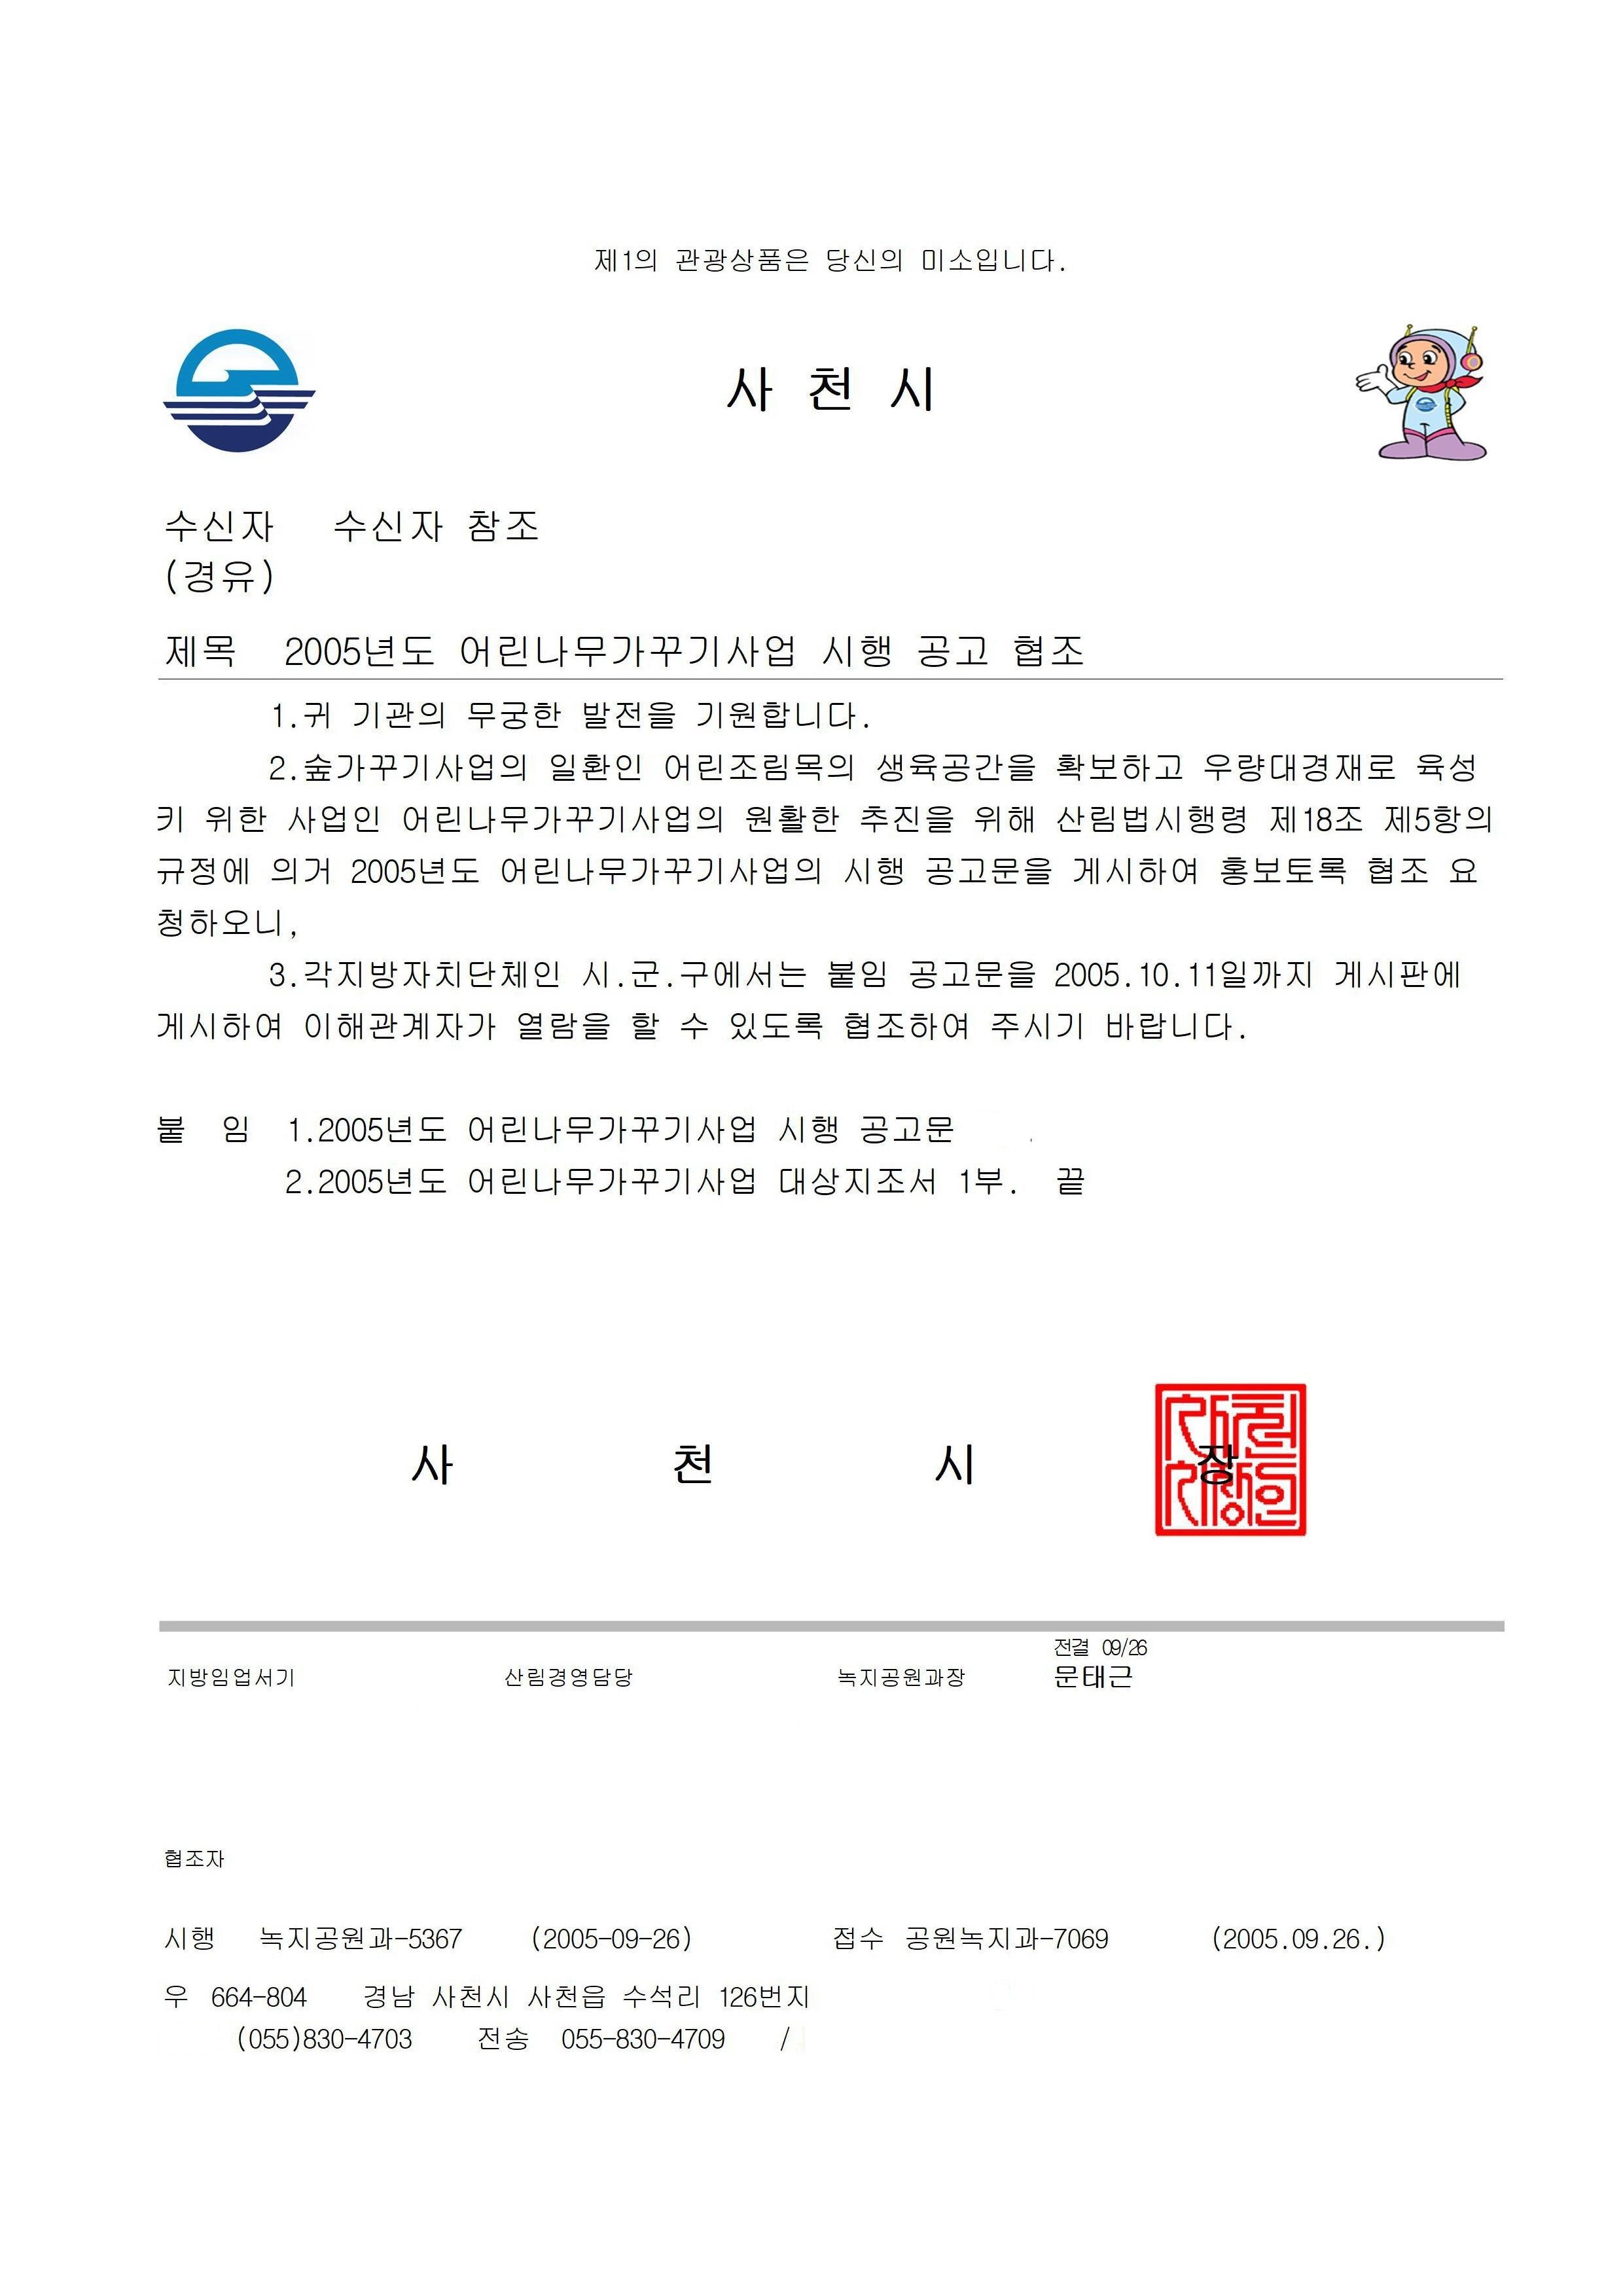 제1의 관광상품은 당신의 미소입니다.
사 천 시
수신자 수신자 참조
(경유)
제목 2005년도 어린나무가꾸기사업 시행 공고 협조
1.귀 기관의 무궁한 발전을 기원합니다.
2.숲가꾸기사업의 일환인 어린조림목의 생육공간을 확보하고 우량대경재로 육성
키 위한 사업인 어린나무가꾸기사업의 원활한 추진을 위해 산림법시행령 제18조 제5항의
규정에 의거 2005년도 어린나무가꾸기사업의 시행 공고문을 게시하여 홍보토록 협조 요
청하오니,
3.각지방자치단체인 시.군.구에서는 붙임 공고문을 2005.10.11일까지 게시판에
게시하여 이해관계자가 열람을 할 수 있도록 협조하여 주시기 바랍니다.
붙 임 1.2005년도 어린나무가꾸기사업 시행 공고문
2.2005년도 어린나무가꾸기사업 대상지조서 1부. 끝
사 천 시 장
전결 09/26
지방임업서기 산림경영담당 녹지공원과장 문태근
협조자
시행 녹지공원과-5367 (2005-09-26) 접수 공원녹지과-7069 (2005.09.26.)
우 664-804 경남 사천시 사천읍 수석리 126번지
(055)830-4703 전송 055-830-4709 /